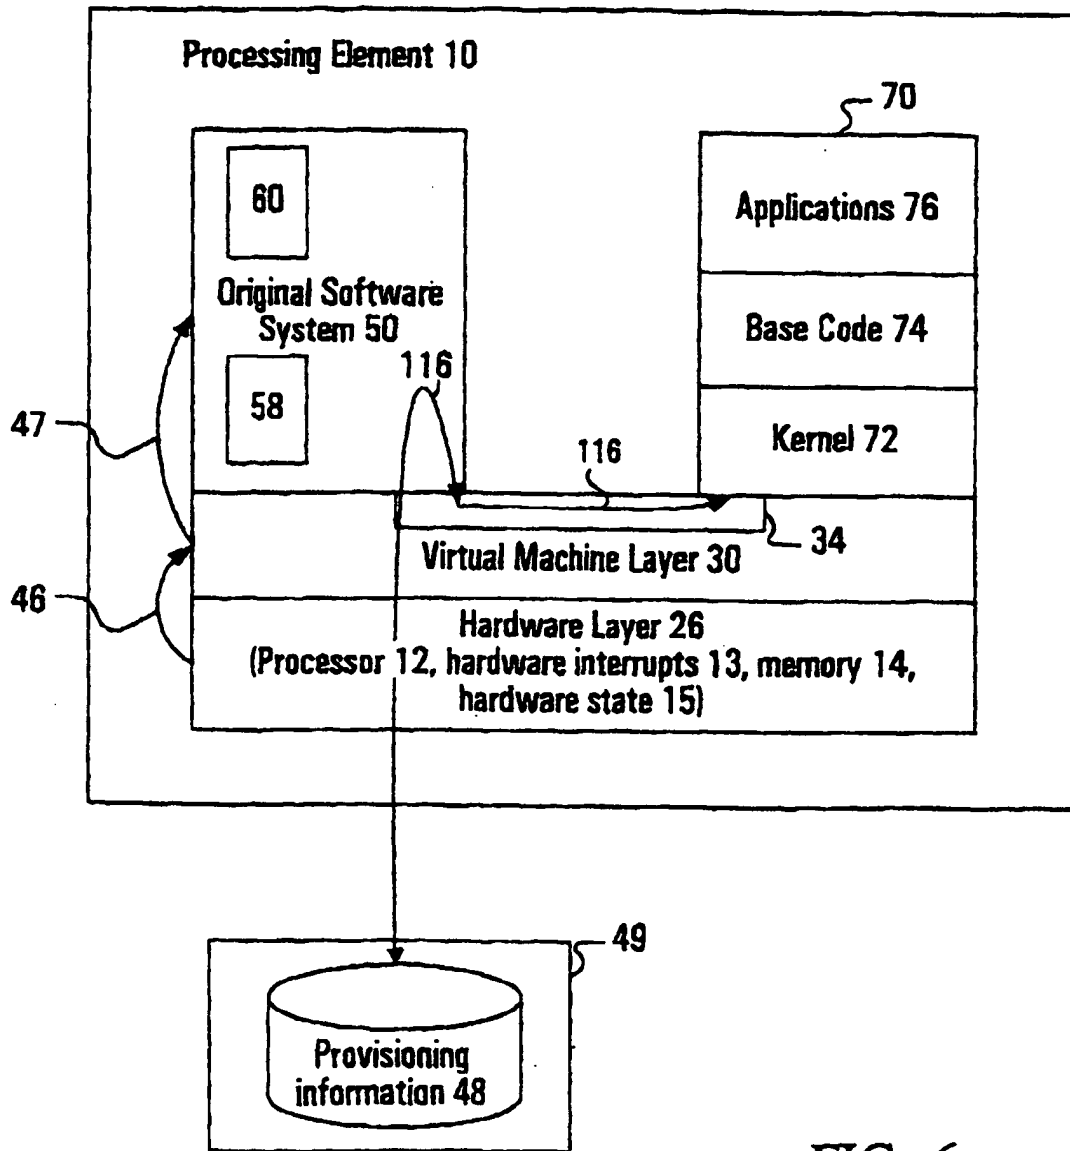 Processing Element 10
70
60
Applications 76
Original Software
System 50
Base Code 74
116
58
47
Kernel 72
116
34
Virtual Machine Layer 30
46
Hardware Layer 26
(Processor 12, hardware interrupts 13, memory 14,
hardware state 15)
49
Provisioning
information 48